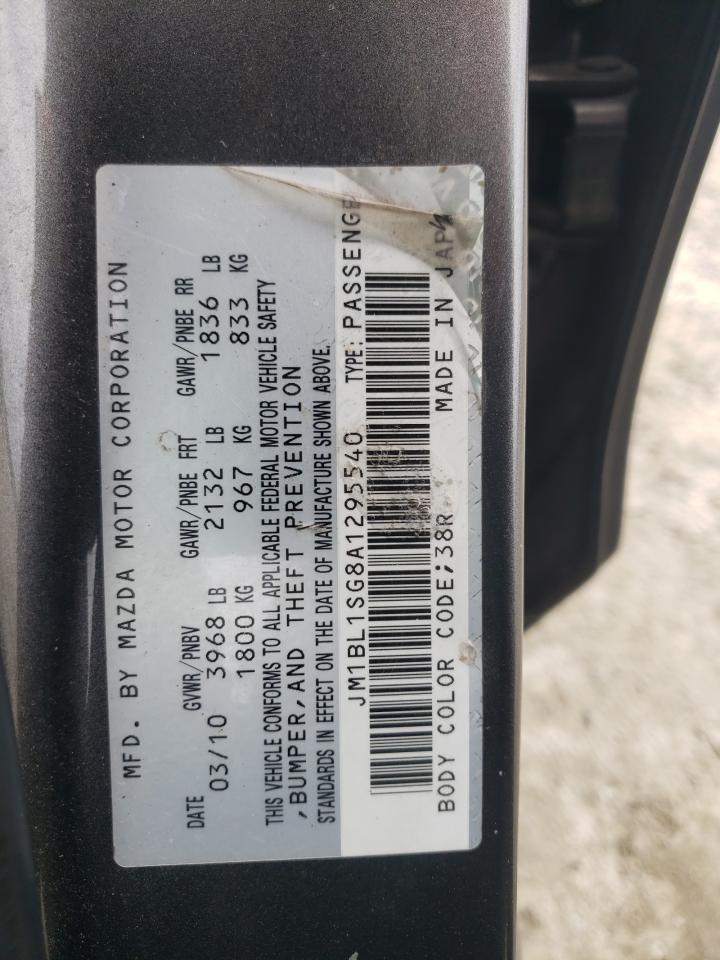 MFD. BY MAZDA MOTOR CORPORATION
DATE GVWR/PNBV GAWR/PNBE FRT GAWR/PNBE RR
03/10 3968 LB 2132 LB 1836 LB
1800 KG 967 KG 833 KG
THIS VEHICLE CONFORMS TO ALL APPLICABLE FEDERAL MOTOR VEHICLE SAFETY
,BUMPER,AND THEFT PREVENTION
STANDARDS IN EFFECT ON THE DATE OF MANUFACTURE SHOWN ABOVE.
JM1BL1SG8A1295540 TYPE: PASSENGE
BODY COLOR CODE;38R MADE IN JAP